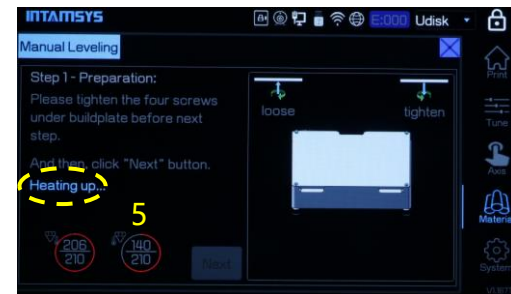 INTAMSYS
E:000 Udisk
Manual Leveling
Print
Step 1 - Preparation:
Please tighten the four screws
under buildplate before next
step.
And then, click "Next" button.
Heating up...
loose
tighten
Tune
Axis
Material
5
206
210
140
210
Next
System